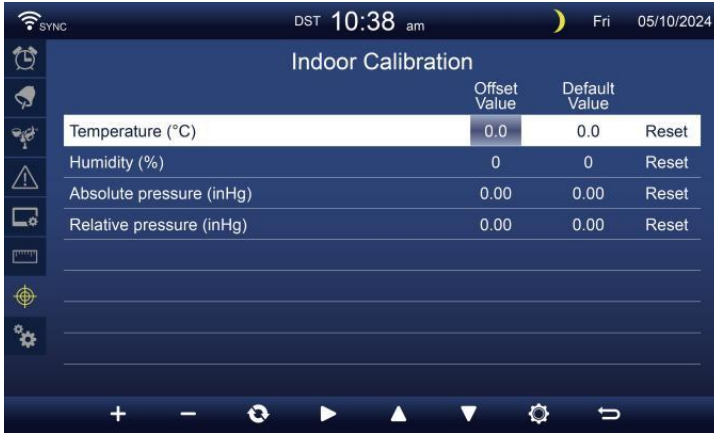 SYNC DST 10:38 am Fri 05/10/2024
Indoor Calibration
Offset Value Default Value
Temperature (°C) 0.0 0.0 Reset
Humidity (%) 0 0 Reset
Absolute pressure (inHg) 0.00 0.00 Reset
Relative pressure (inHg) 0.00 0.00 Reset